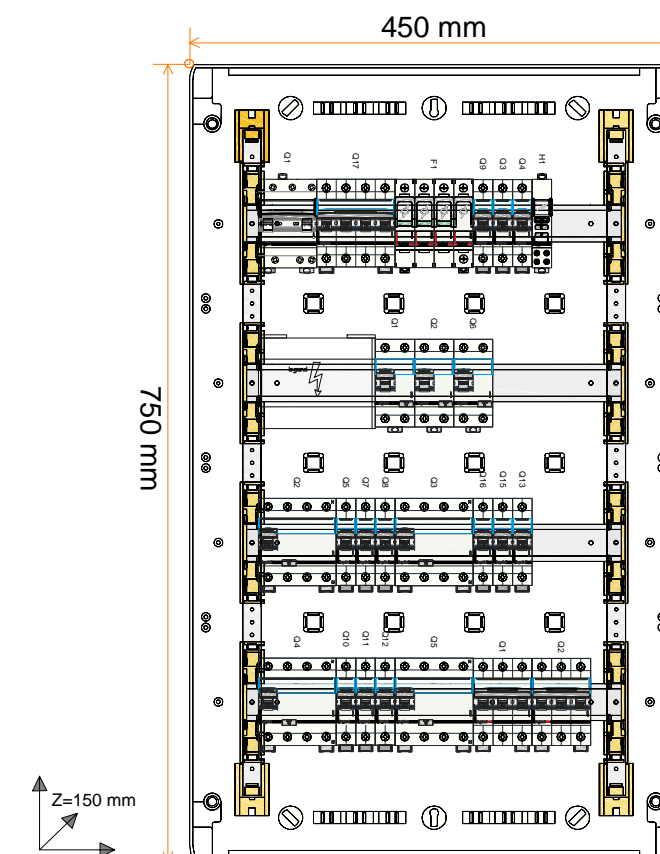 450 mm
750 mm
Q1 Q17 F1 Q9 Q3 Q4 H1
Q1 Q2 Q6
legrand
Q2 Q5 Q7 Q8 Q3 Q16 Q15 Q13
Q4 Q10 Q11 Q12 Q5 Q1 Q2
Z=150 mm